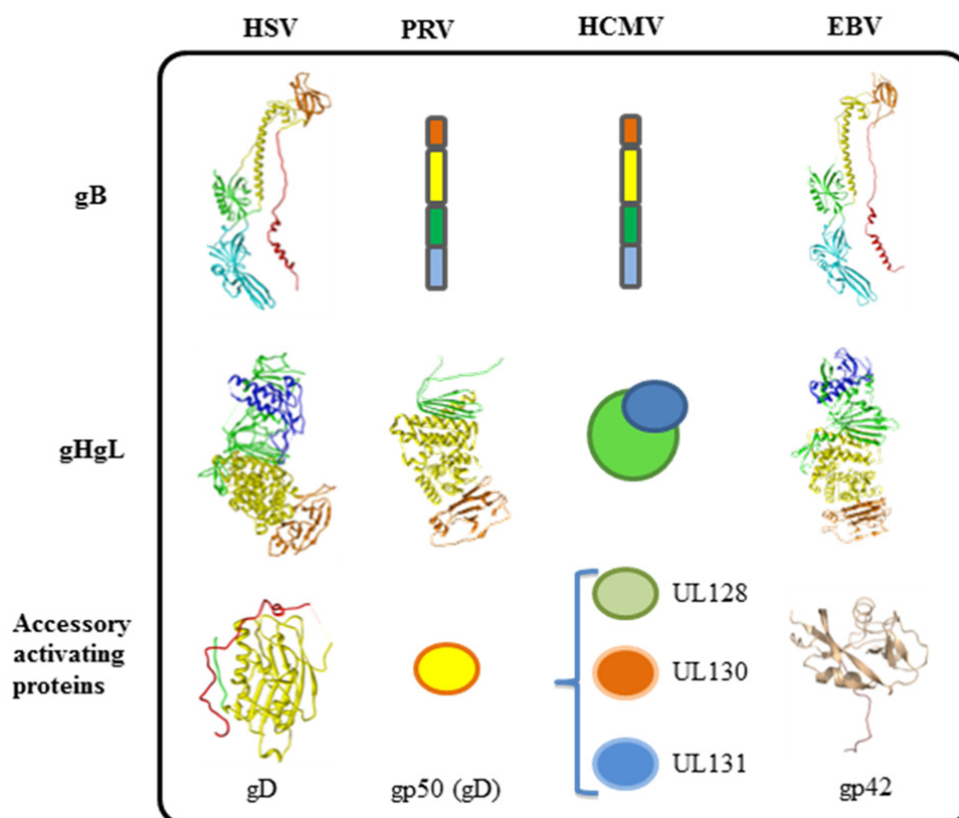 HSV PRV HCMV EBV
gB
gHgL
Accessory
activating
proteins
UL128
UL130
UL131
gD gp50 (gD) gp42